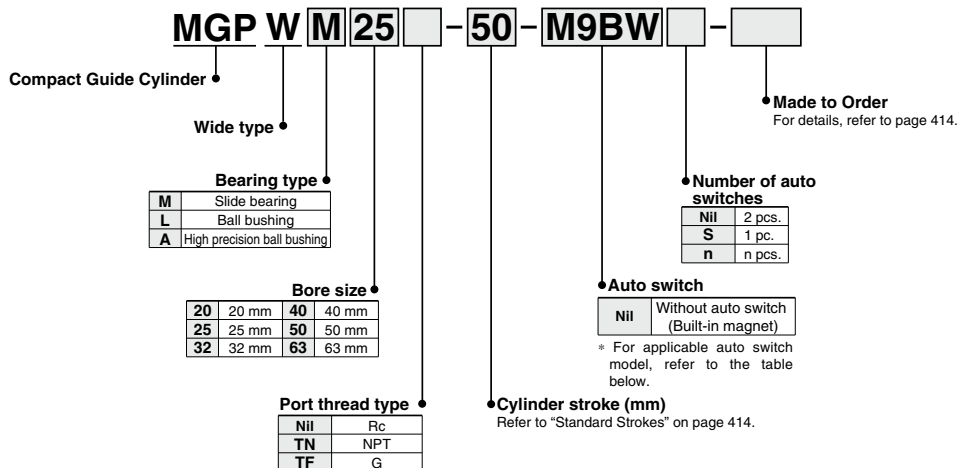 MGP W M 25 – 50 – M9BW –
Compact Guide Cylinder
Made to Order
For details, refer to page 414.
Wide type
Bearing type
M Slide bearing
L Ball bushing
A High precision ball bushing
Number of auto
switches
Nil 2 pcs.
S 1 pc.
n n pcs.
Bore size
20 20 mm 40 40 mm
25 25 mm 50 50 mm
32 32 mm 63 63 mm
Auto switch
Nil Without auto switch
(Built-in magnet)
* For applicable auto switch
model, refer to the table
below.
Port thread type
Nil Rc
TN NPT
TF G
Cylinder stroke (mm)
Refer to “Standard Strokes” on page 414.